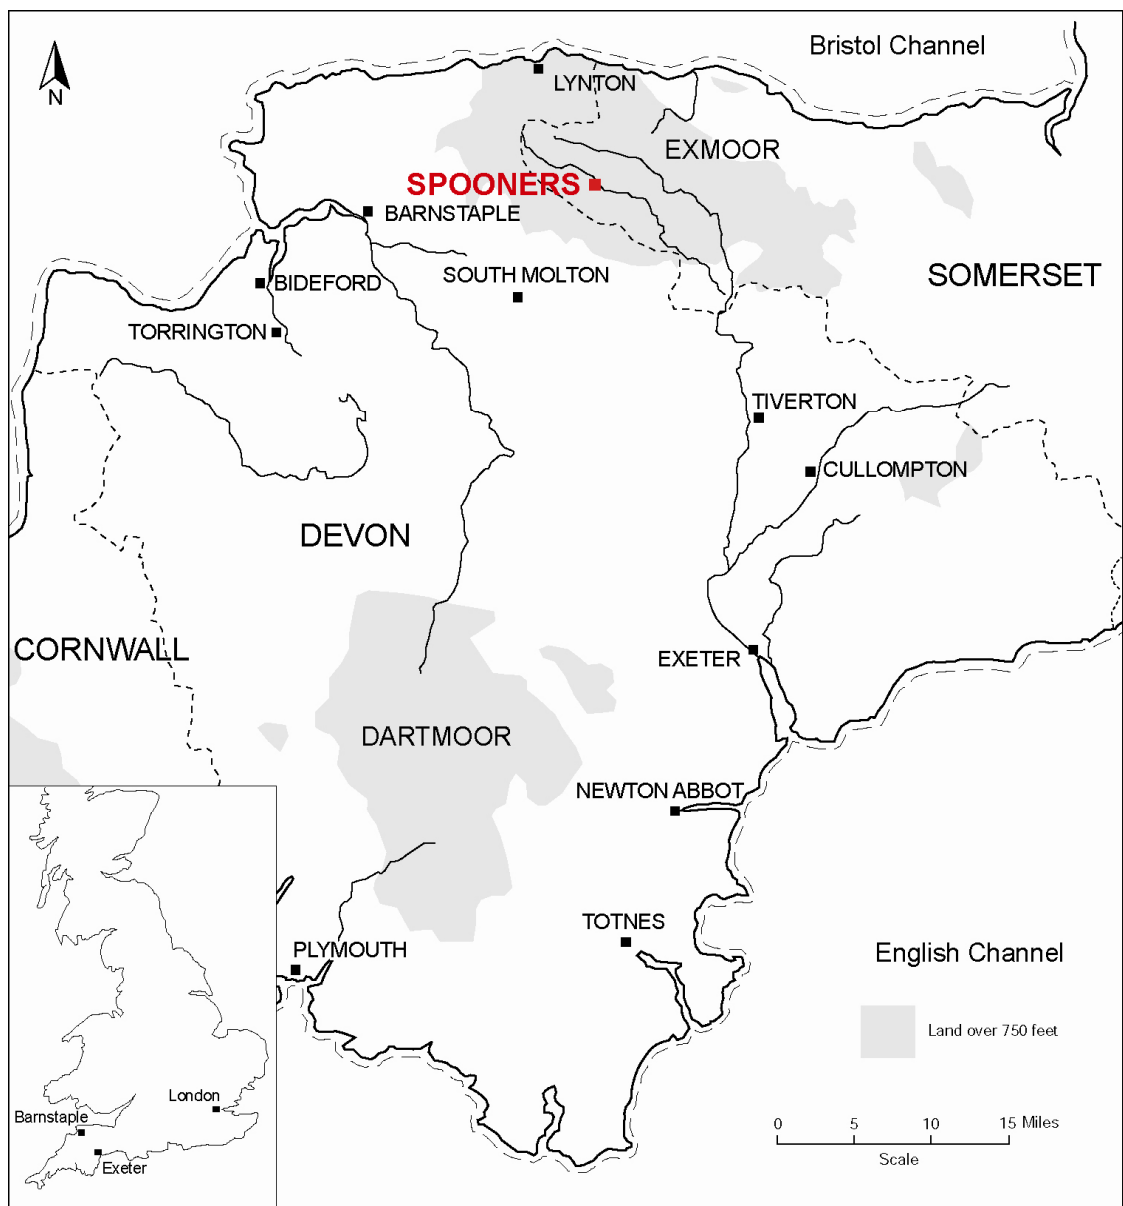 Bristol Channel
N
LYNTON
EXMOOR
SPOONERS
BARNSTAPLE
SOUTH MOLTON
SOMERSET
BIDEFORD
TORRINGTON
TIVERTON
CULLOMPTON
DEVON
CORNWALL
EXETER
DARTMOOR
NEWTON ABBOT
TOTNES
PLYMOUTH
English Channel
Land over 750 feet
London
Barnstaple
Exeter
0 5 10 15 Miles
Scale